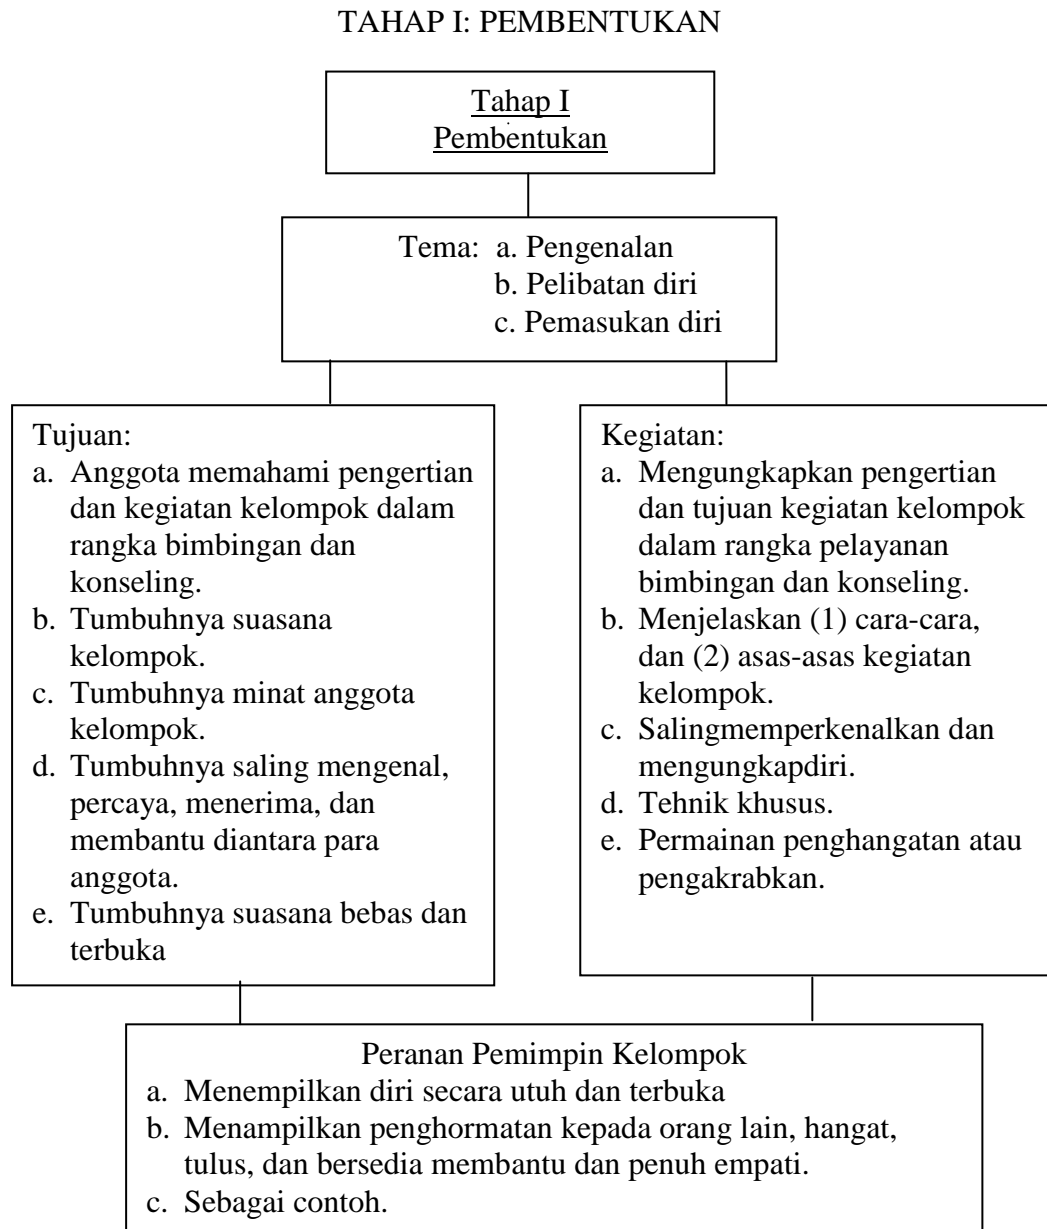 TAHAP I: PEMBENTUKAN
Tahap I
Pembentukan
Tema: a. Pengenalan
b. Pelibatan diri
c. Pemasukan diri
Tujuan:
a. Anggota memahami pengertian
dan kegiatan kelompok dalam
rangka bimbingan dan
konseling.
b. Tumbuhnya suasana
kelompok.
c. Tumbuhnya minat anggota
kelompok.
d. Tumbuhnya saling mengenal,
percaya, menerima, dan
membantu diantara para
anggota.
e. Tumbuhnya suasana bebas dan
terbuka
Kegiatan:
a. Mengungkapkan pengertian
dan tujuan kegiatan kelompok
dalam rangka pelayanan
bimbingan dan konseling.
b. Menjelaskan (1) cara-cara,
dan (2) asas-asas kegiatan
kelompok.
c. Salingmemperkenalkan dan
mengungkapdiri.
d. Tehnik khusus.
e. Permainan penghangatan atau
pengakrabkan.
Peranan Pemimpin Kelompok
a. Menempilkan diri secara utuh dan terbuka
b. Menampilkan penghormatan kepada orang lain, hangat,
tulus, dan bersedia membantu dan penuh empati.
c. Sebagai contoh.